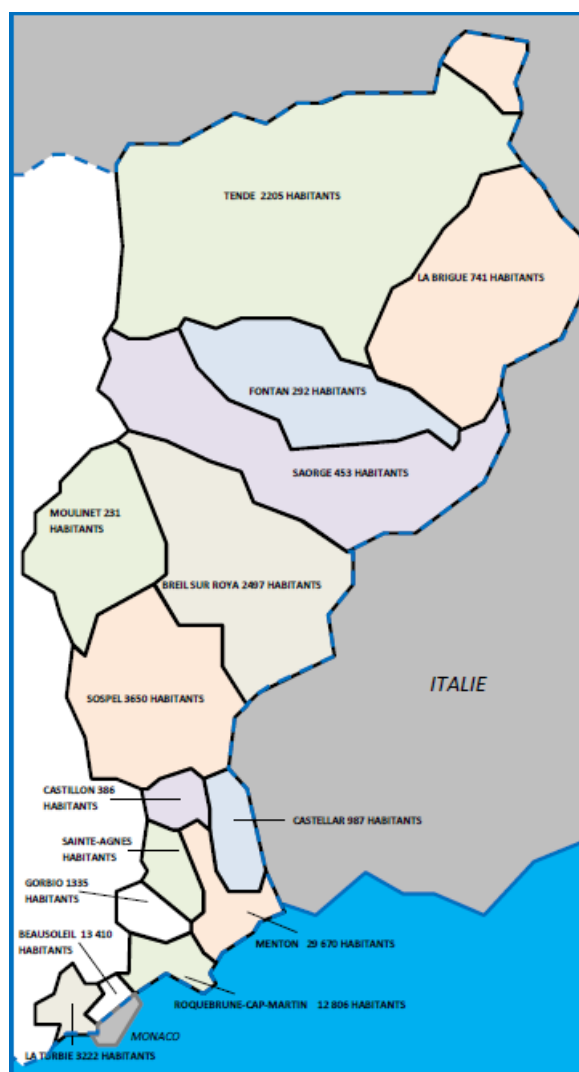 TENDE 2205 HABITANTS
LA BRIGUE 741 HABITANTS
FONTAN 292 HABITANTS
SAORGE 453 HABITANTS
MOULINET 231
HABITANTS
BREIL SUR ROYA 2497 HABITANTS
ITALIE
SOSPEL 3650 HABITANTS
CASTILLON 386
HABITANTS
CASTELLAR 987 HABITANTS
SAINTE-AGNES
HABITANTS
GORBIO 1335
HABITANTS
BEAUSOLEIL 13 410
HABITANTS
MENTON 29 670 HABITANTS
ROQUEBRUNE-CAP-MARTIN 12 806 HABITANTS
MONACO
LA TURBIE 3222 HABITANTS